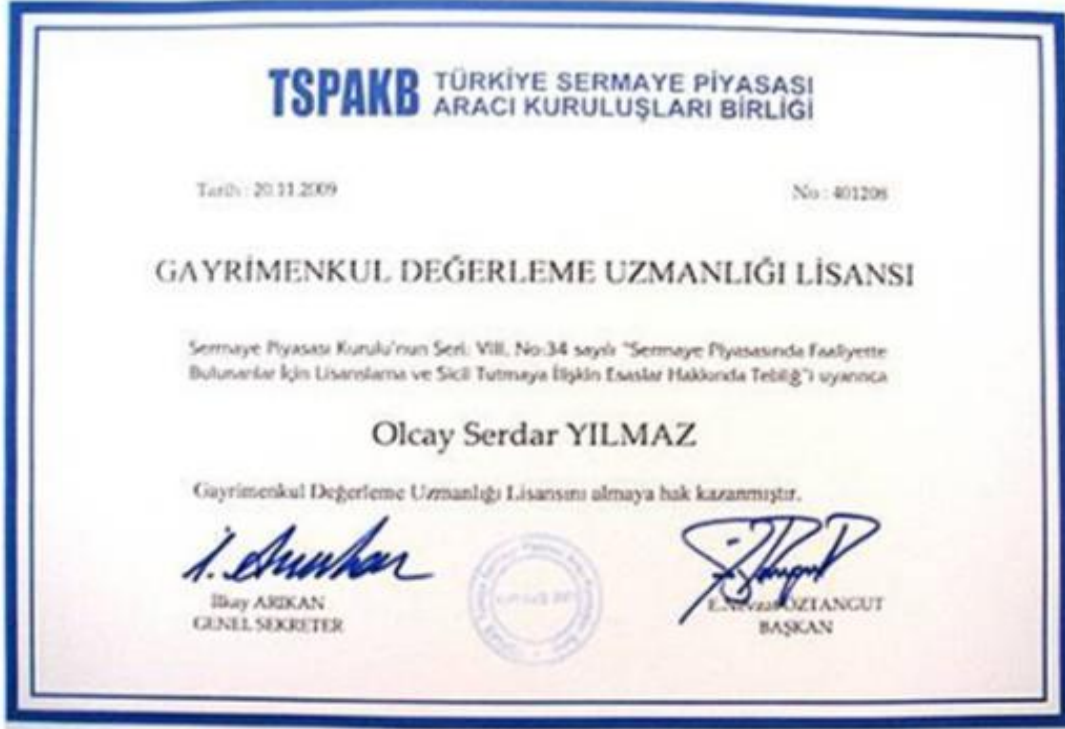 TSPAKB TÜRKİYE SERMAYE PİYASASI
ARACI KURULUŞLARI BİRLİĞİ
Tarih : 20.11.2009
No : 401208
GAYRİMENKUL DEĞERLEME UZMANLIĞI LİSANSI
Sermaye Piyasası Kurulu'nun Seri: VIII, No:34 sayılı "Sermaye Piyasasında Faaliyette
Bulunanlar İçin Lisanslama ve Sicil Tutmaya İlişkin Esaslar Hakkında Tebliğ"i uyarınca
Olcay Serdar YILMAZ
Gayrimenkul Değerleme Uzmanlığı Lisansını almaya hak kazanmıştır.
İlkay ARIKAN
GENEL SEKRETER
E.Nevzat ÖZTANGUT
BAŞKAN